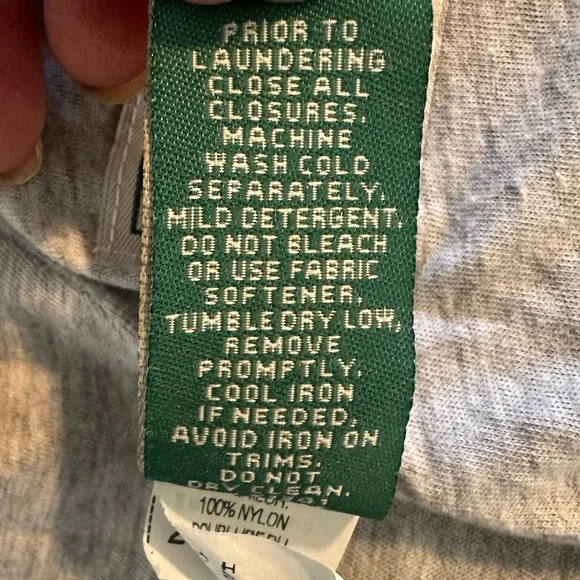 PRIOR TO
LAUNDERING
CLOSE ALL
CLOSURES.
MACHINE
WASH COLD
SEPARATELY.
MILD DETERGENT.
DO NOT BLEACH
OR USE FABRIC
SOFTENER.
TUMBLE DRY LOW,
REMOVE
PROMPTLY.
COOL IRON
IF NEEDED.
AVOID IRON ON
TRIMS.
DO NOT
DRY CLEAN.
100% NYLON